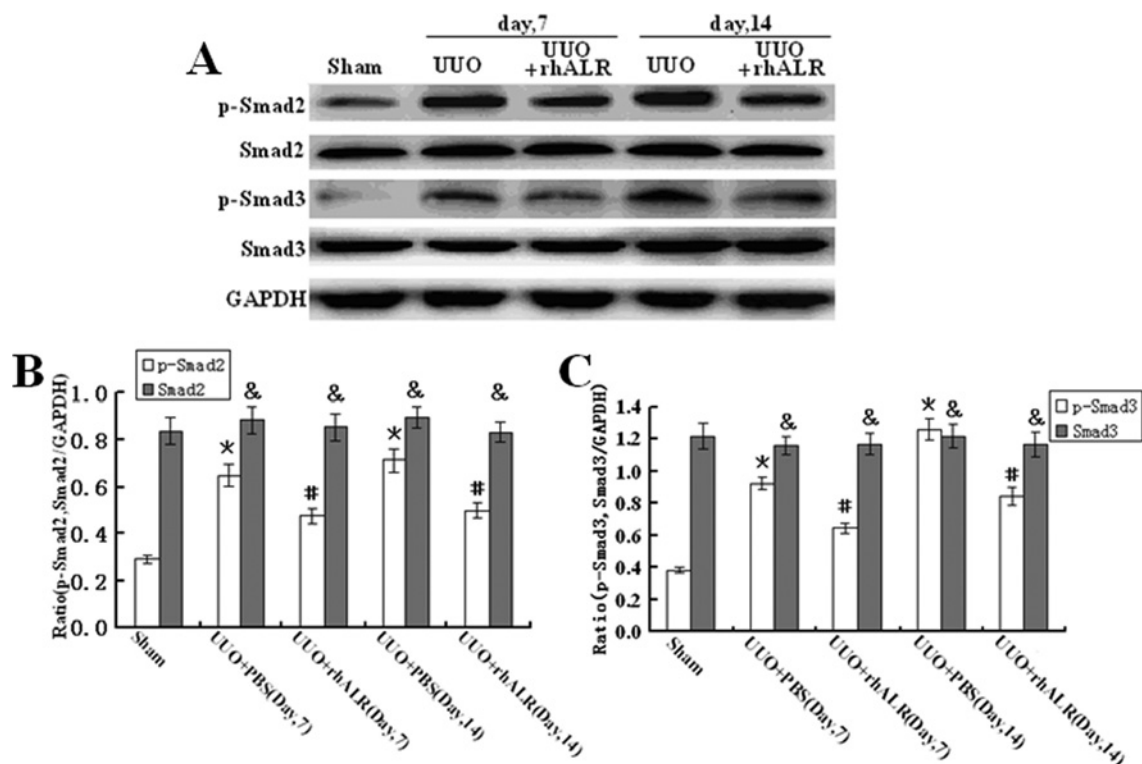 A
day,7
day,14
Sham
UUO
UUO
+rhALR
UUO
UUO
+rhALR
p-Smad2
Smad2
p-Smad3
Smad3
GAPDH
B
p-Smad2
Smad2
Ratio(p-Smad2,Smad2/GAPDH)
1.0
0.8
0.6
0.4
0.2
0.0
*
&
#
&
*
&
#
&
Sham
UUO+PBS(Day,7)
UUO+rhALR(Day,7)
UUO+PBS(Day,14)
UUO+rhALR(Day,14)
C
p-Smad3
Smad3
Ratio(p-Smad3,Smad3/GAPDH)
1.4
1.2
1.0
0.8
0.6
0.4
0.2
0.0
*
&
#
&
*
&
#
&
Sham
UUO+PBS(Day,7)
UUO+rhALR(Day,7)
UUO+PBS(Day,14)
UUO+rhALR(Day,14)